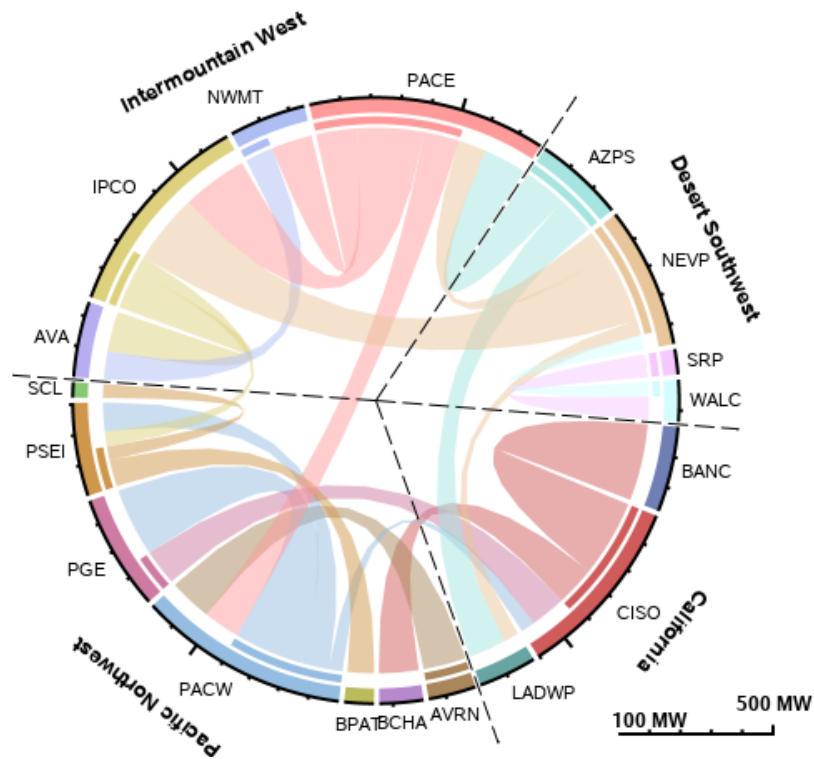 Intermountain West
PACE
NWMT
AZPS
IPCO
Desert Southwest
NEVP
AVA
SRP
SCL
WALC
PSEI
BANC
PGE
CISO
California
PACW
LADWP
Pacific Northwest
BPAT
BCHA
AVRN
100 MW
500 MW